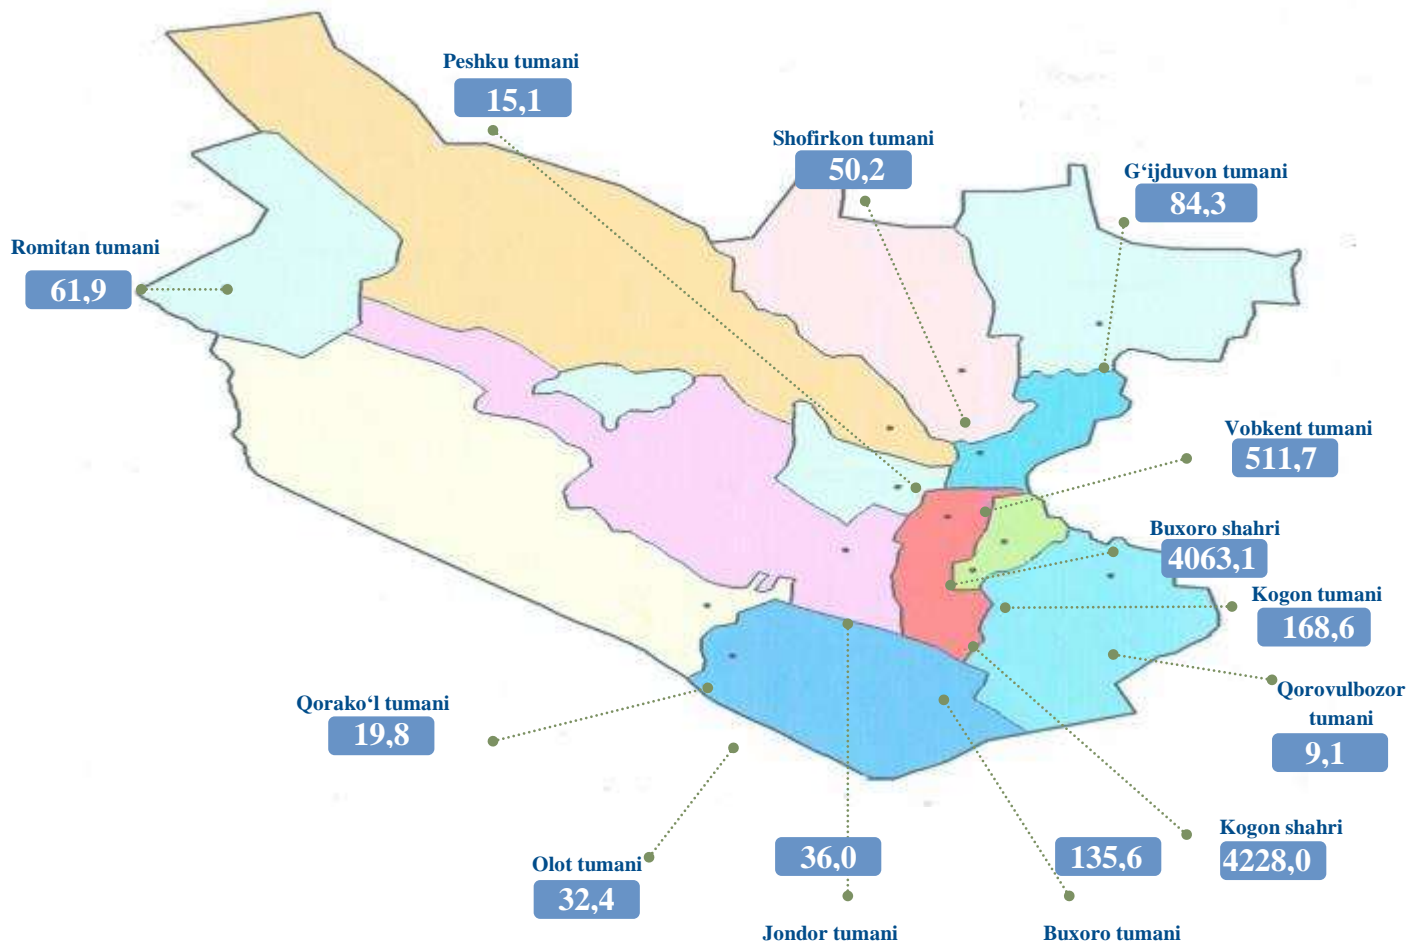 Peshku tumani
15,1
Shofirkon tumani
50,2
G‘ijduvon tumani
84,3
Romitan tumani
61,9
Vobkent tumani
511,7
Buxoro shahri
4063,1
Kogon tumani
168,6
Qorovulbozor
tumani
9,1
Qorako‘l tumani
19,8
Kogon shahri
4228,0
Olot tumani
32,4
36,0
Jondor tumani
135,6
Buxoro tumani